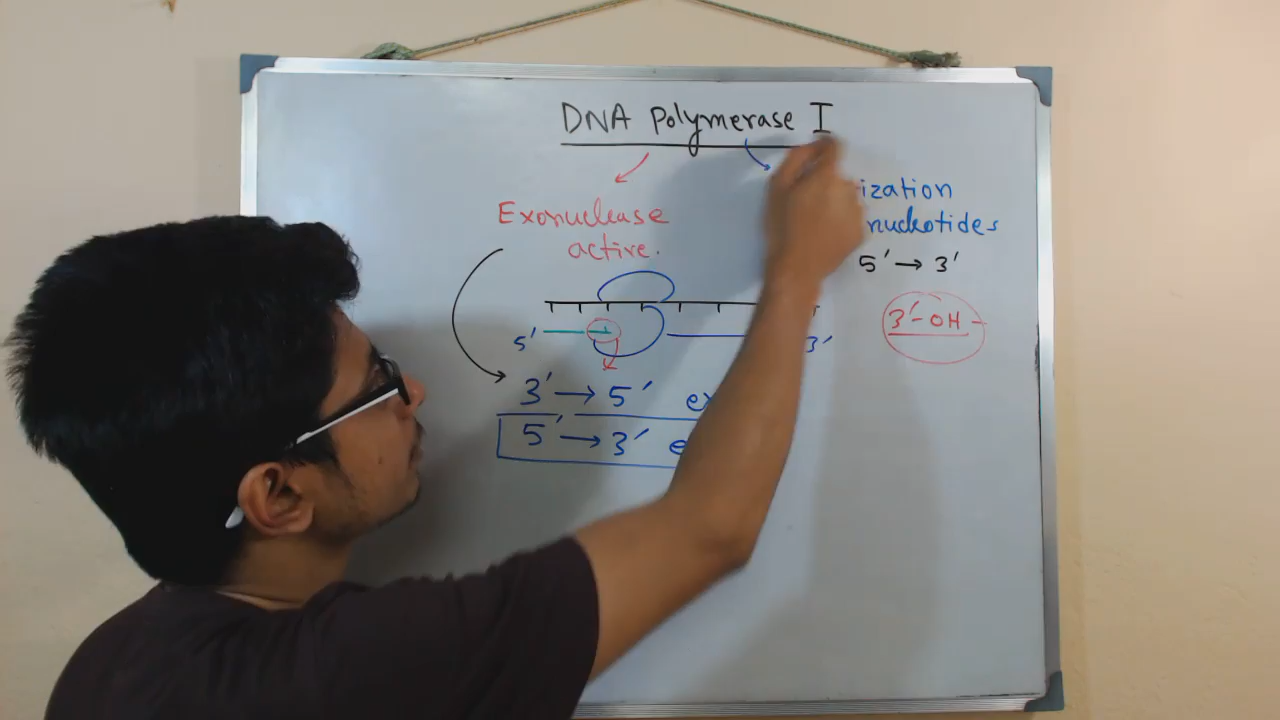 DNA Polymerase I
ization
Exonuclease
nucleotides
active.
5' → 3'
3'-OH
5' 3'
3' → 5' ex
5' → 3' e